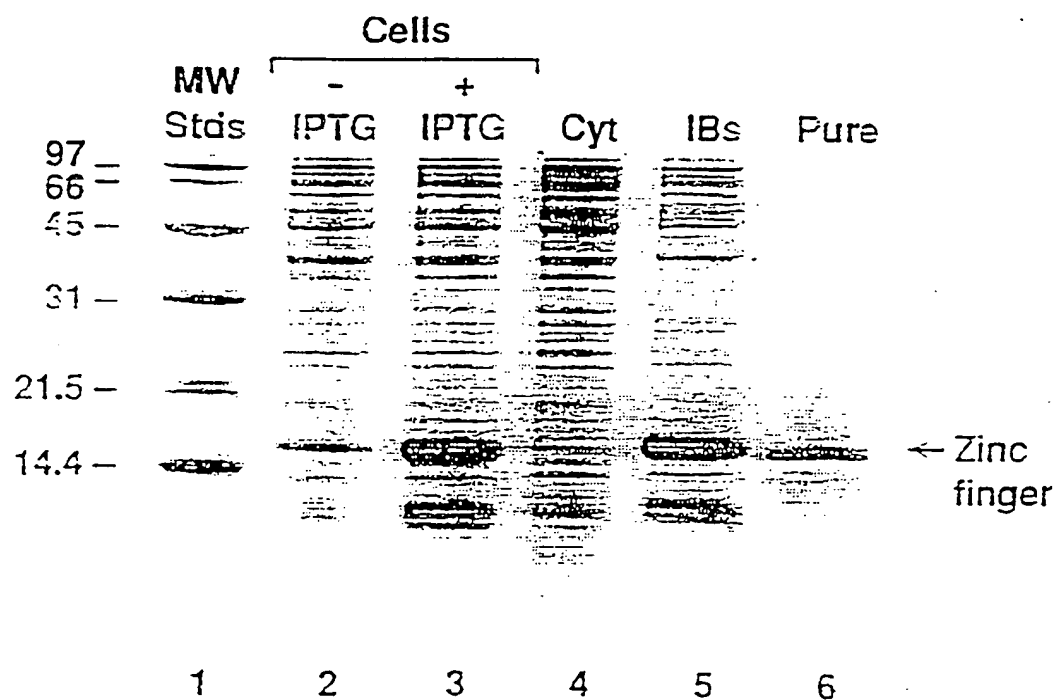 Cells
MW - +
Stds IPTG IPTG Cyt IBs Pure
97 –
66 –
45 –
31 –
21.5 –
14.4 –
← Zinc
finger
1 2 3 4 5 6